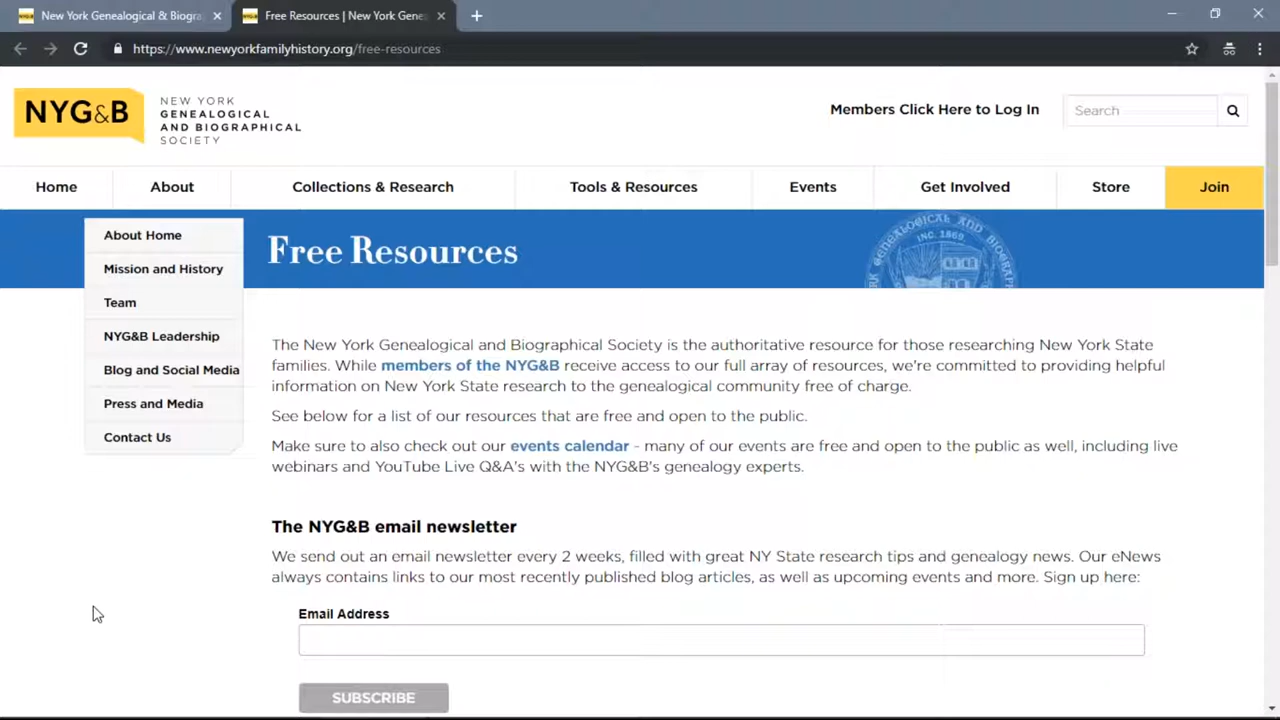 New York Genealogical & Biogra
Free Resources | New York Gene
https://www.newyorkfamilyhistory.org/free-resources
NYG&B
NEW YORK
GENEALOGICAL
AND BIOGRAPHICAL
SOCIETY
Members Click Here to Log In
Search
Home
About
Collections & Research
Tools & Resources
Events
Get Involved
Store
Join
About Home
Mission and History
Team
NYG&B Leadership
Blog and Social Media
Press and Media
Contact Us
Free Resources
GENEALOGICAL AND BIOGRAPHICAL
INC. 1869
The New York Genealogical and Biographical Society is the authoritative resource for those researching New York State
families. While members of the NYG&B receive access to our full array of resources, we're committed to providing helpful
information on New York State research to the genealogical community free of charge.
See below for a list of our resources that are free and open to the public.
Make sure to also check out our events calendar - many of our events are free and open to the public as well, including live
webinars and YouTube Live Q&A's with the NYG&B's genealogy experts.
The NYG&B email newsletter
We send out an email newsletter every 2 weeks, filled with great NY State research tips and genealogy news. Our eNews
always contains links to our most recently published blog articles, as well as upcoming events and more. Sign up here:
Email Address
SUBSCRIBE